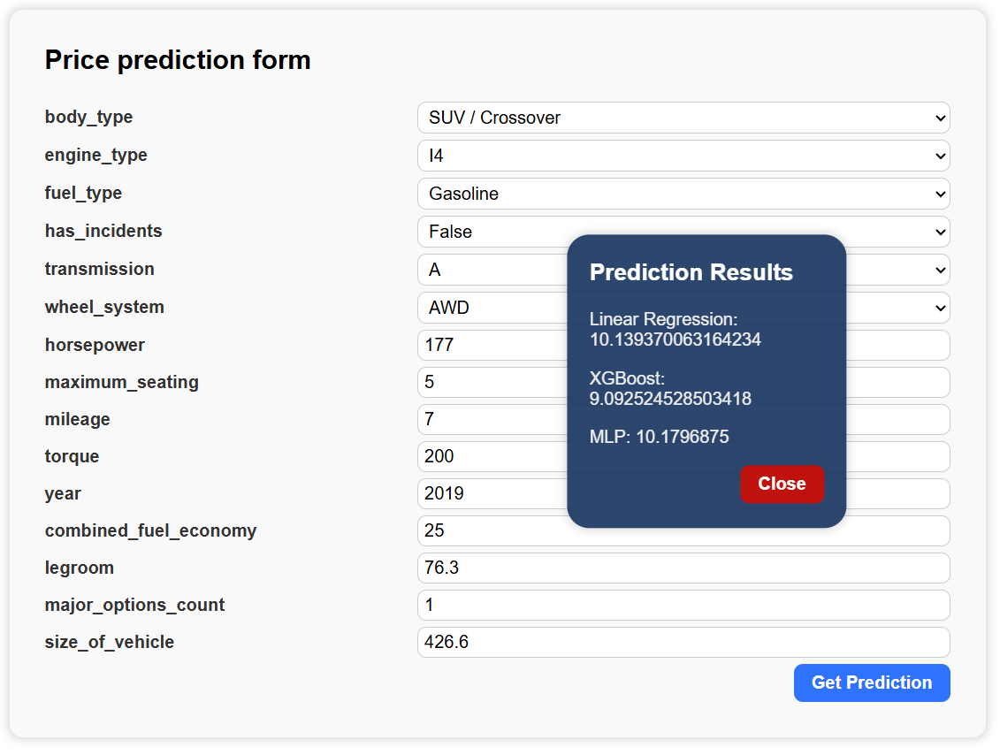 Price prediction form
body_type SUV / Crossover
engine_type I4
fuel_type Gasoline
has_incidents False
transmission A
wheel_system AWD
horsepower 177
maximum_seating 5
mileage 7
torque 200
year 2019
combined_fuel_economy 25
legroom 76.3
major_options_count 1
size_of_vehicle 426.6
Get Prediction
Prediction Results
Linear Regression:
10.139370063164234
XGBoost:
9.092524528503418
MLP: 10.1796875
Close